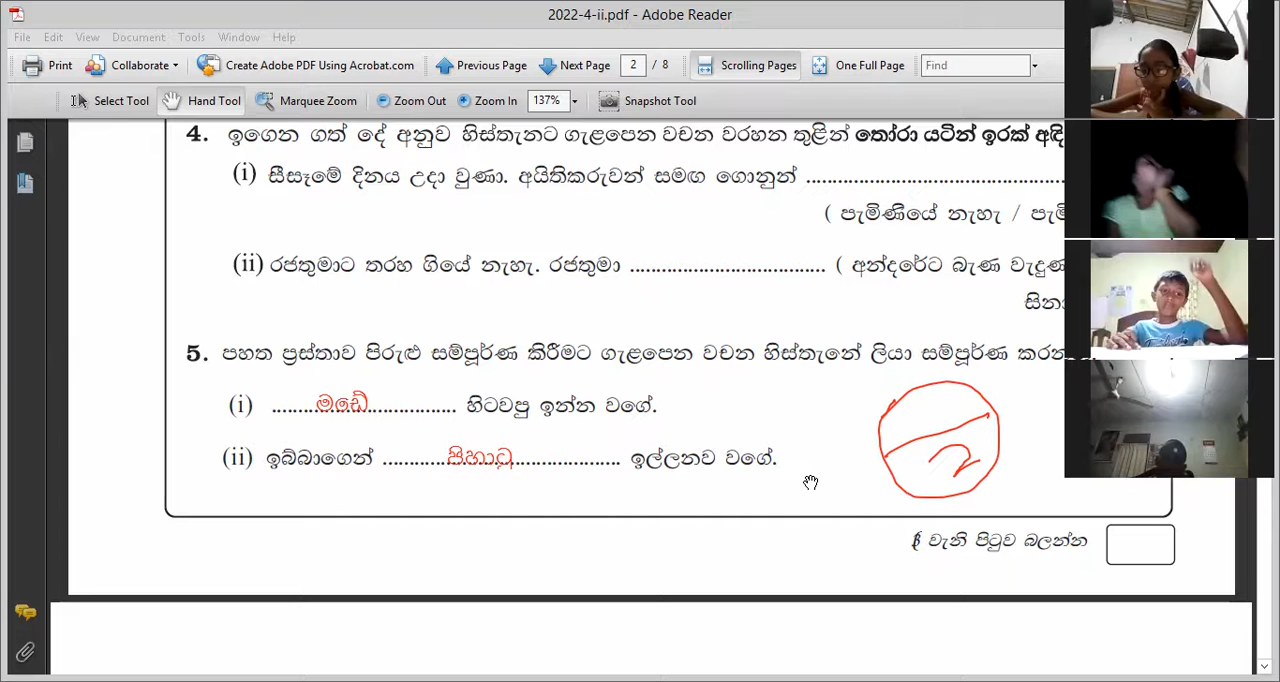 2022-4-ii.pdf - Adobe Reader
File Edit View Document Tools Window Help
Print Collaborate Create Adobe PDF Using Acrobat.com Previous Page Next Page 2 / 8 Scrolling Pages One Full Page Find
Select Tool Hand Tool Marquee Zoom Zoom Out Zoom In 137% Snapshot Tool
4. ඉගෙන ගත් දේ අනුව හිස්තැනට ගැළපෙන වචන වරහන තුළින් තෝරා යටින් ඉරක් අඳි
(i) සීසෑමේ දිනය උදා වුණා. අයිතිකරුවන් සමඟ ගොනුන් ..............................................
( පැමිණියේ නැහැ / පැමි
(ii) රජතුමාට තරහ ගියේ නැහැ. රජතුමා ..................................... ( අන්දරේට බැණ වැදුණ
සිනා
5. පහත ප්‍රස්තාව පිරුළු සම්පූර්ණ කිරීමට ගැළපෙන වචන හිස්තැනේ ලියා සම්පූර්ණ කරන්
(i) ........මඩේ................ හිටවපු ඉන්න වගේ.
(ii) ඉබ්බාගෙන් ...........පිහාටු.................... ඉල්ලනව වගේ.
2
වැනි පිටුව බලන්න